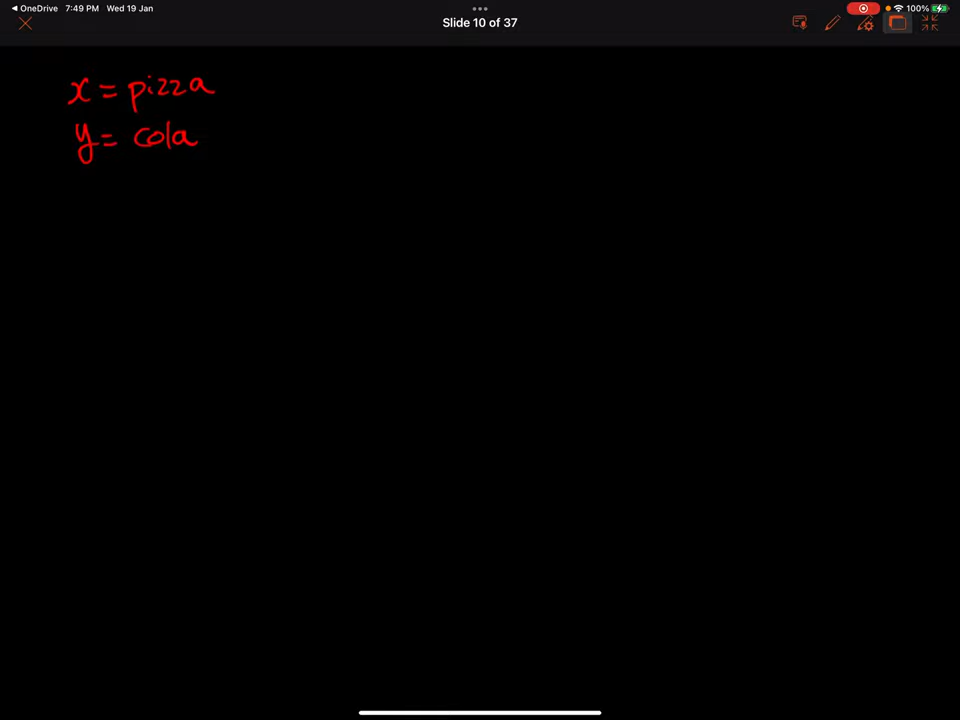 ◀ OneDrive 7:49 PM Wed 19 Jan 100%
Slide 10 of 37
x = pizza
y = cola